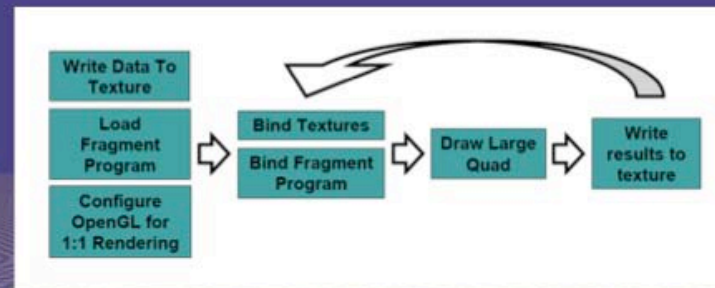 Write Data To
Texture
Load
Fragment
Program
Configure
OpenGL for
1:1 Rendering
Bind Textures
Bind Fragment
Program
Draw Large
Quad
Write
results to
texture